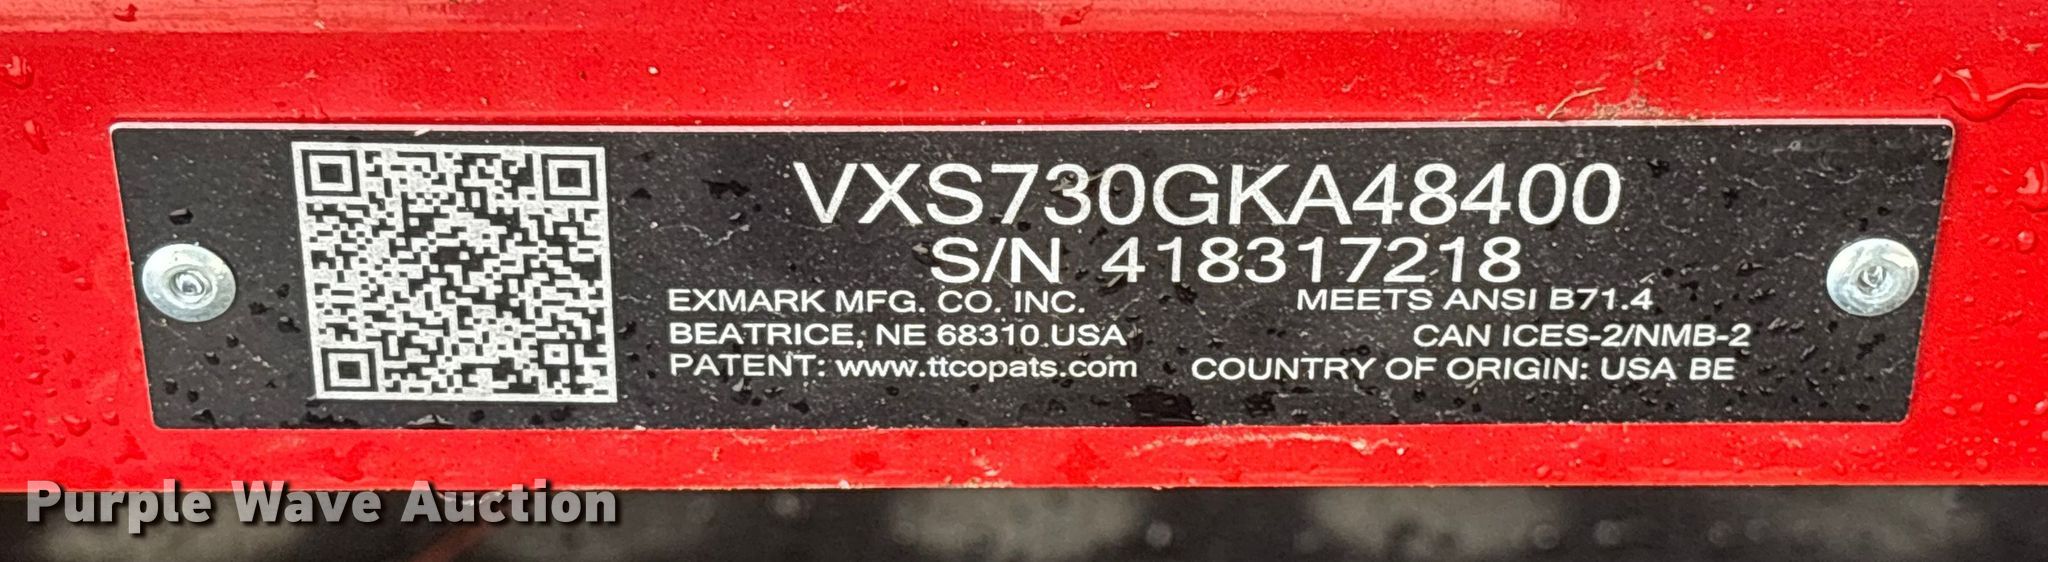 VXS730GKA48400
S/N 418317218
EXMARK MFG. CO. INC.
BEATRICE, NE 68310 USA
PATENT: www.ttcopats.com
MEETS ANSI B71.4
CAN ICES-2/NMB-2
COUNTRY OF ORIGIN: USA BE
Purple Wave Auction